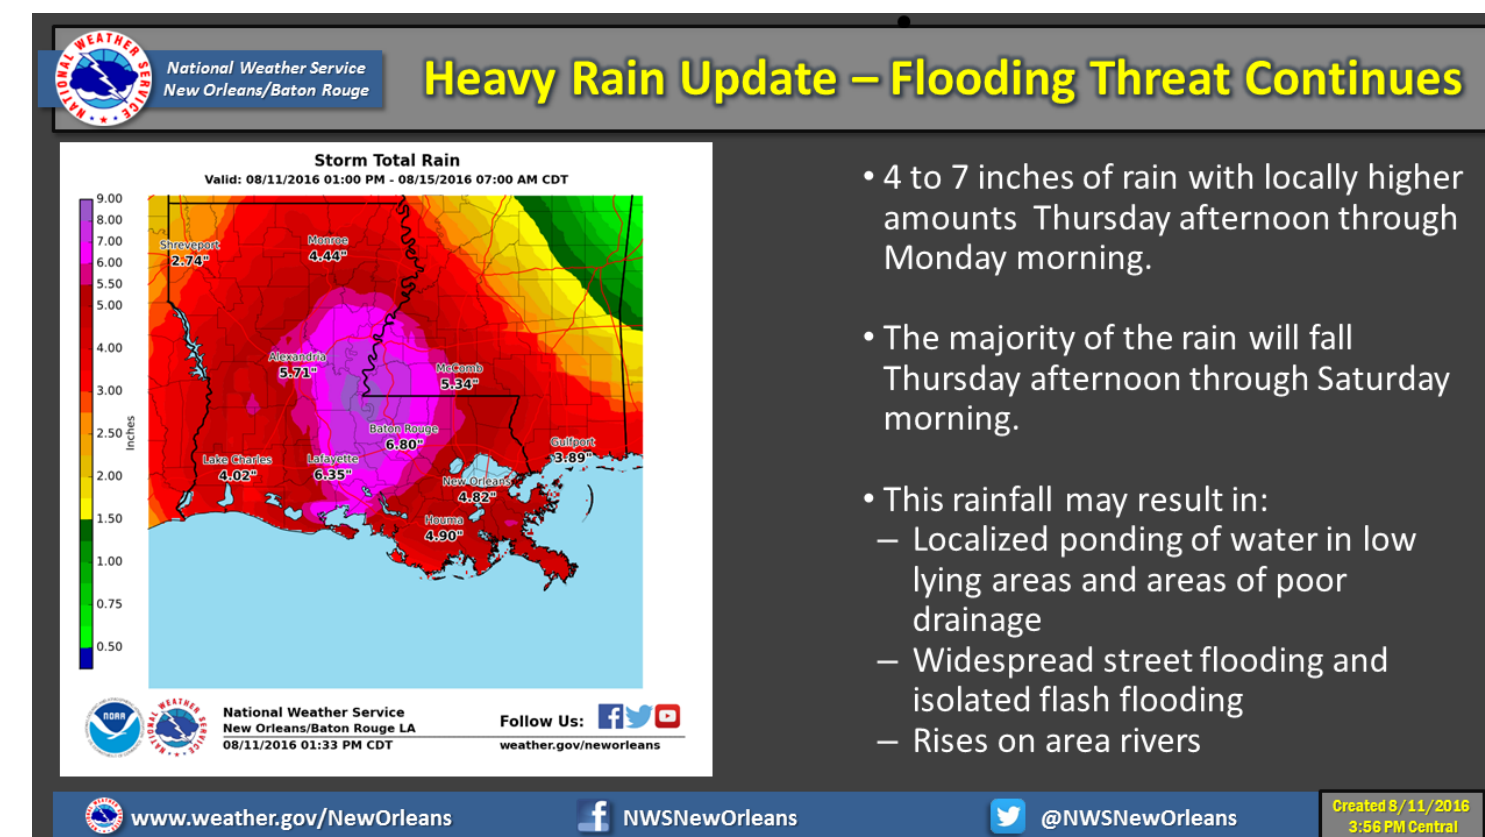 National Weather Service
New Orleans/Baton Rouge
Heavy Rain Update – Flooding Threat Continues
Storm Total Rain
Valid: 08/11/2016 01:00 PM - 08/15/2016 07:00 AM CDT
9.00
8.00
7.00
6.00
5.50
5.00
4.00
3.00
2.50
2.00
1.50
1.00
0.75
0.50
Inches
Shreveport
2.74"
Monroe
4.44"
Alexandria
5.71"
McComb
5.34"
Baton Rouge
6.80"
Gulfport
3.89"
Lake Charles
4.02"
Lafayette
6.35"
New Orleans
4.82"
Houma
4.90"
NOAA
National Weather Service
New Orleans/Baton Rouge LA
08/11/2016 01:33 PM CDT
Follow Us:
weather.gov/neworleans
• 4 to 7 inches of rain with locally higher
amounts Thursday afternoon through
Monday morning.
• The majority of the rain will fall
Thursday afternoon through Saturday
morning.
• This rainfall may result in:
– Localized ponding of water in low
lying areas and areas of poor
drainage
– Widespread street flooding and
isolated flash flooding
– Rises on area rivers
NATIONAL WEATHER SERVICE
www.weather.gov/NewOrleans
NWSNewOrleans
@NWSNewOrleans
Created 8/11/2016
3:56 PM Central